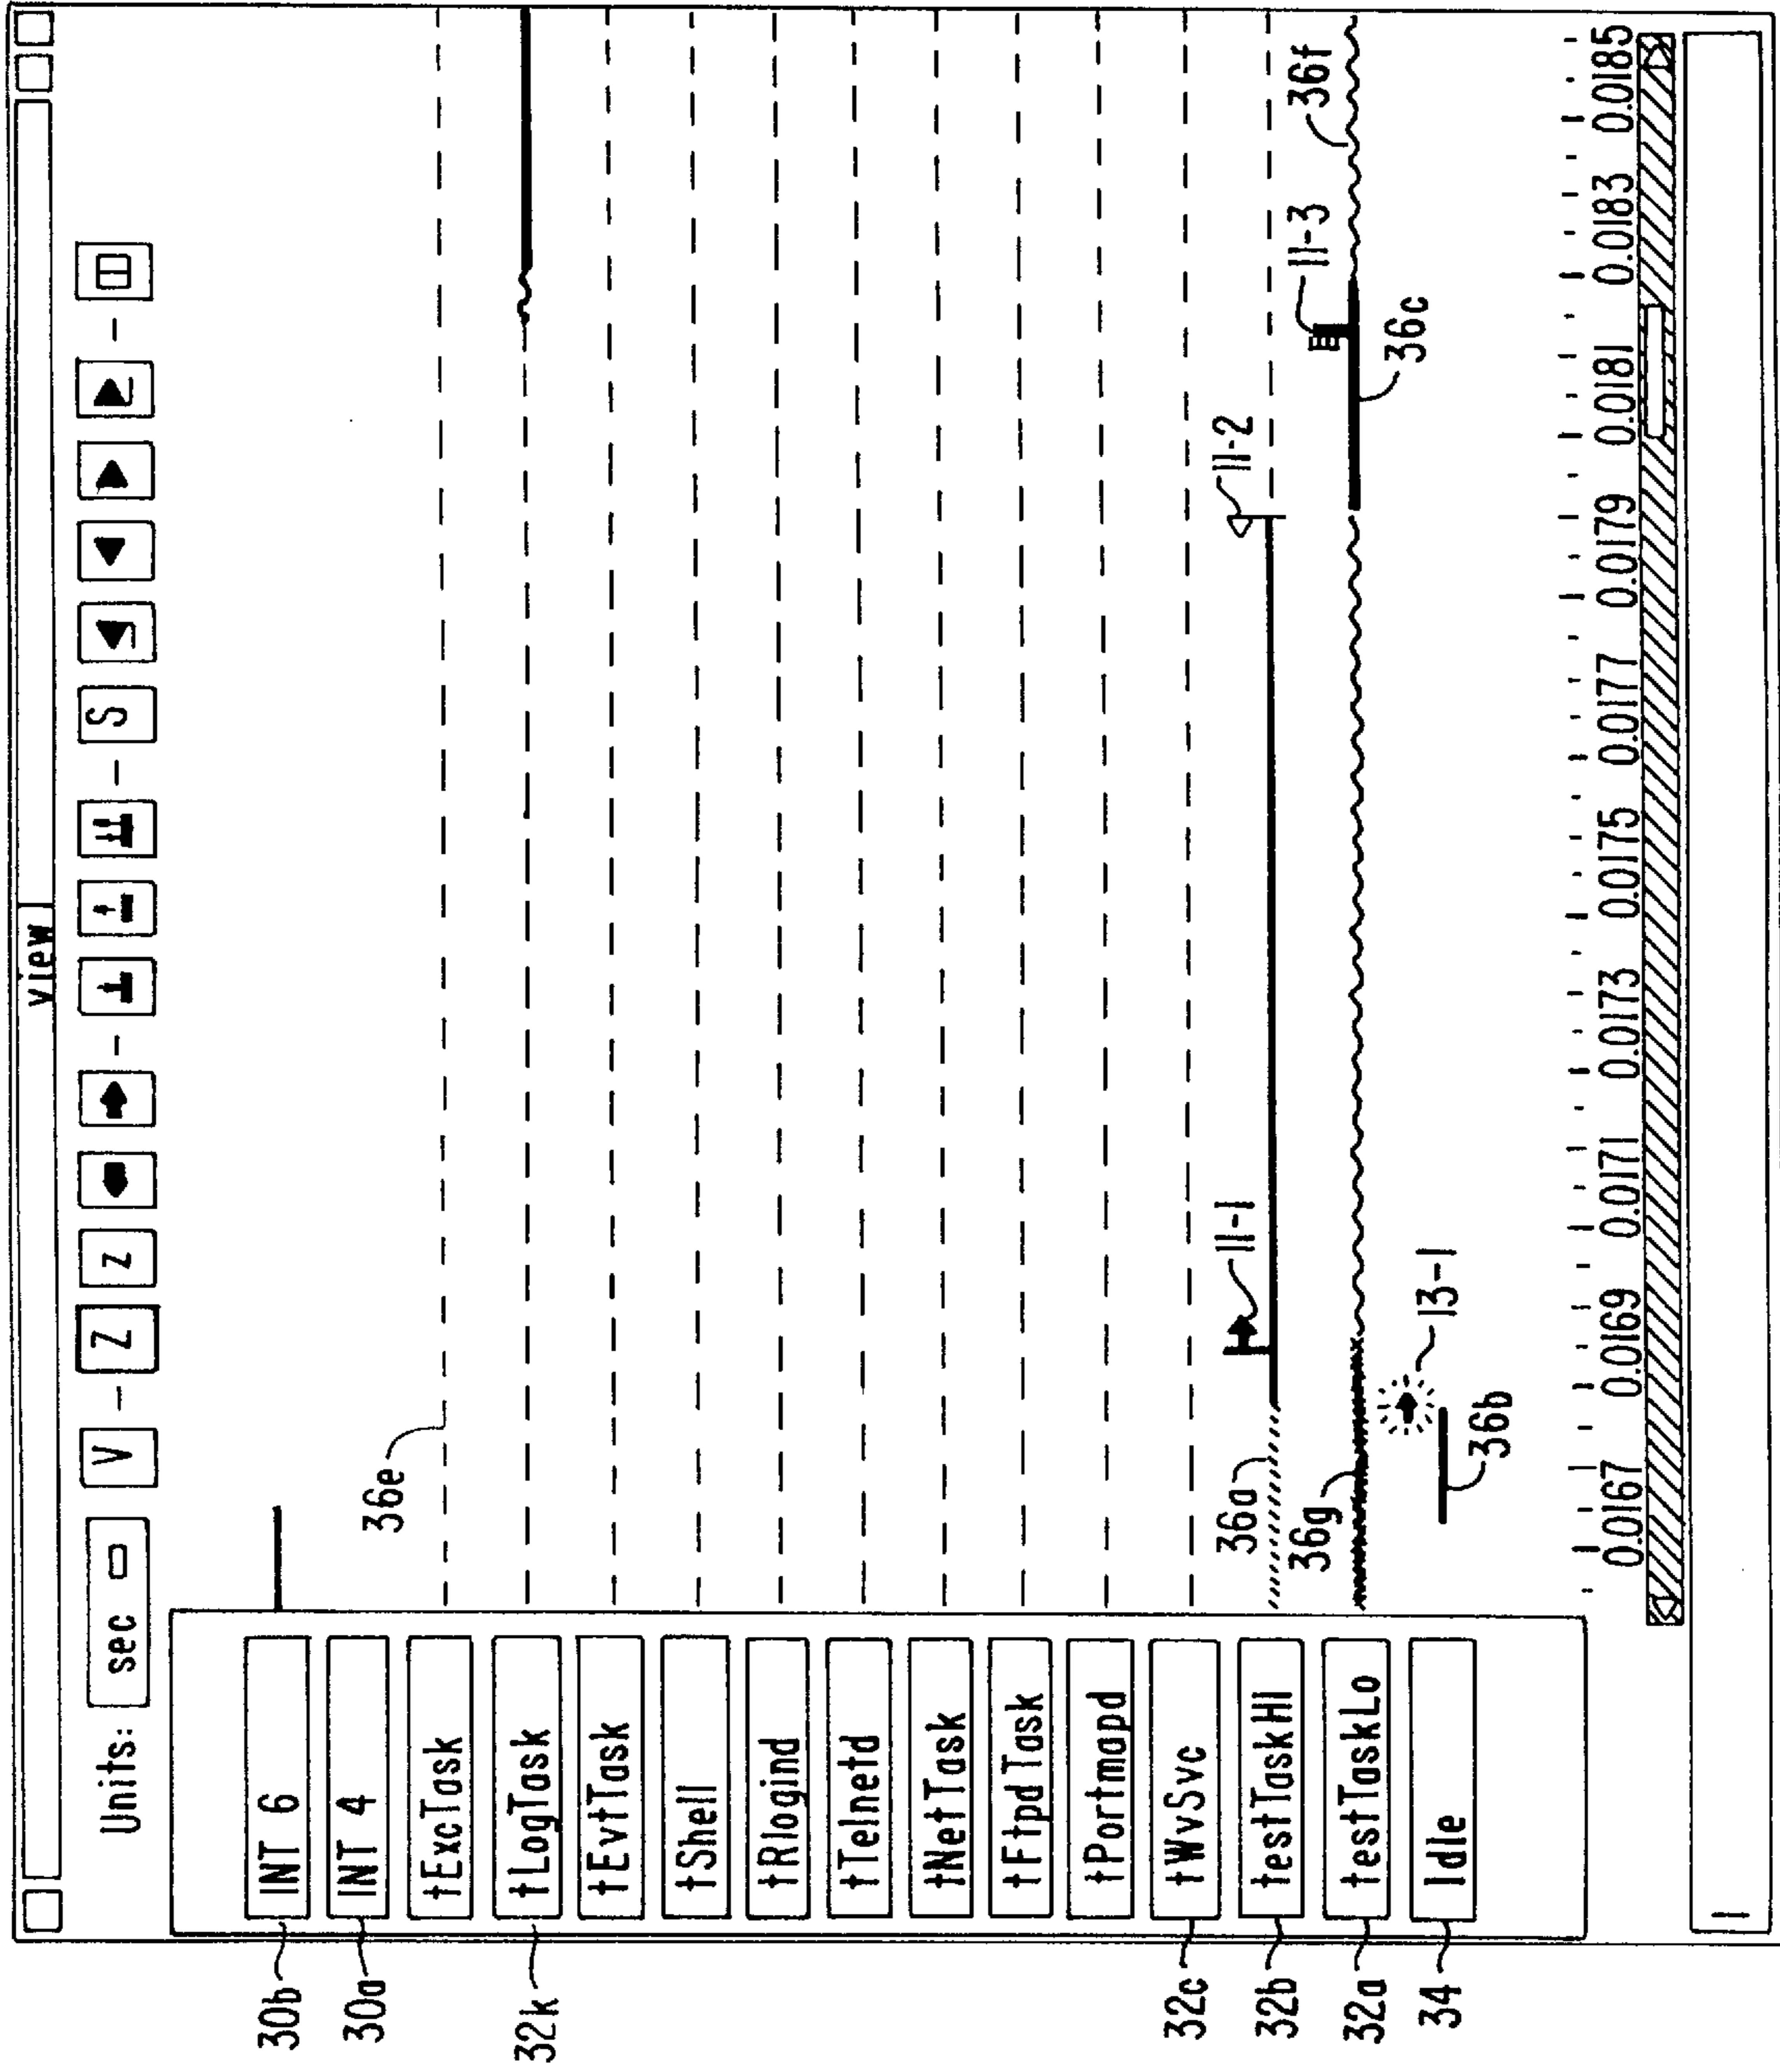 view
Units: sec
V – Z z – – S –
30b INT 6
30a INT 4
tExcTask
32k tLogTask
tEvtTask
tShell
tRlogind
tTelnetd
tNetTask
tFtpdTask
tPortmapd
32c tWvSvc
32b testTaskHI
32a testTaskLo
34 Idle
36e
36a
11-1
11-2
36g
11-3
36f
36c
13-1
36b
0.0167 0.0169 0.0171 0.0173 0.0175 0.0177 0.0179 0.0181 0.0183 0.0185